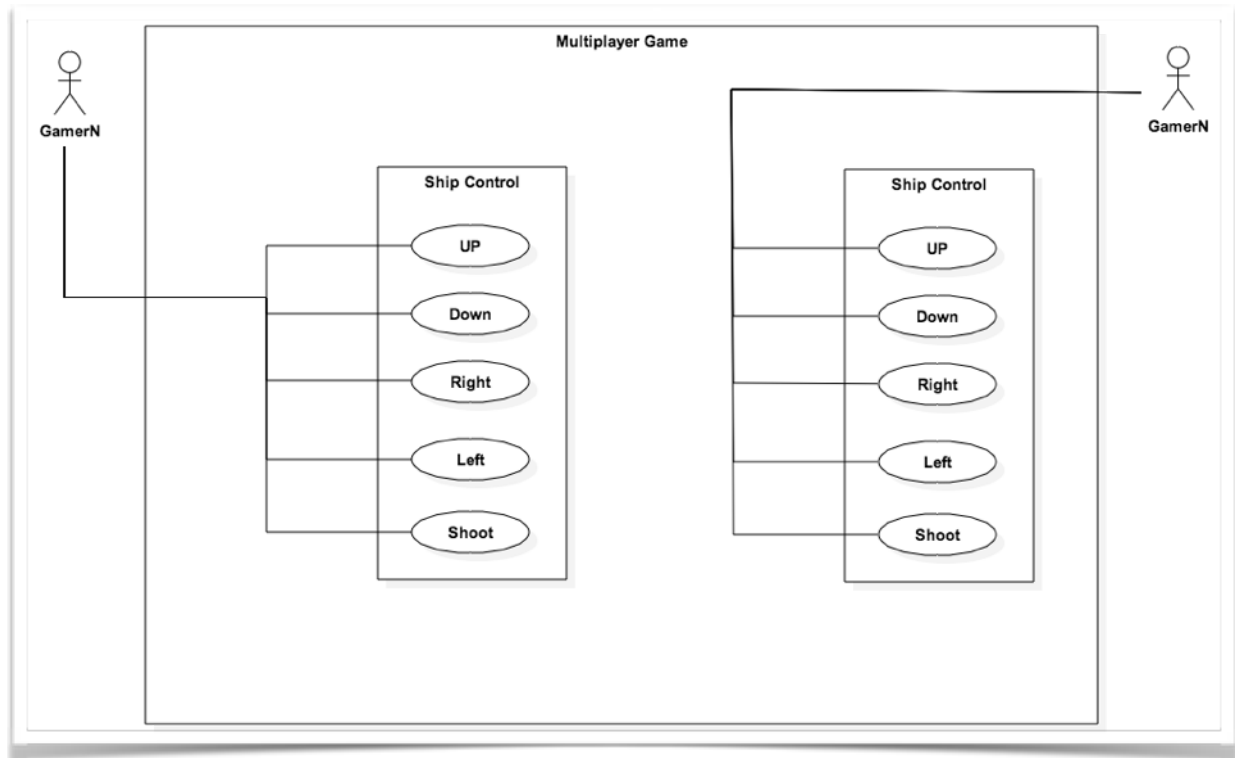 Multiplayer Game
GamerN
GamerN
Ship Control
UP
Down
Right
Left
Shoot
Ship Control
UP
Down
Right
Left
Shoot